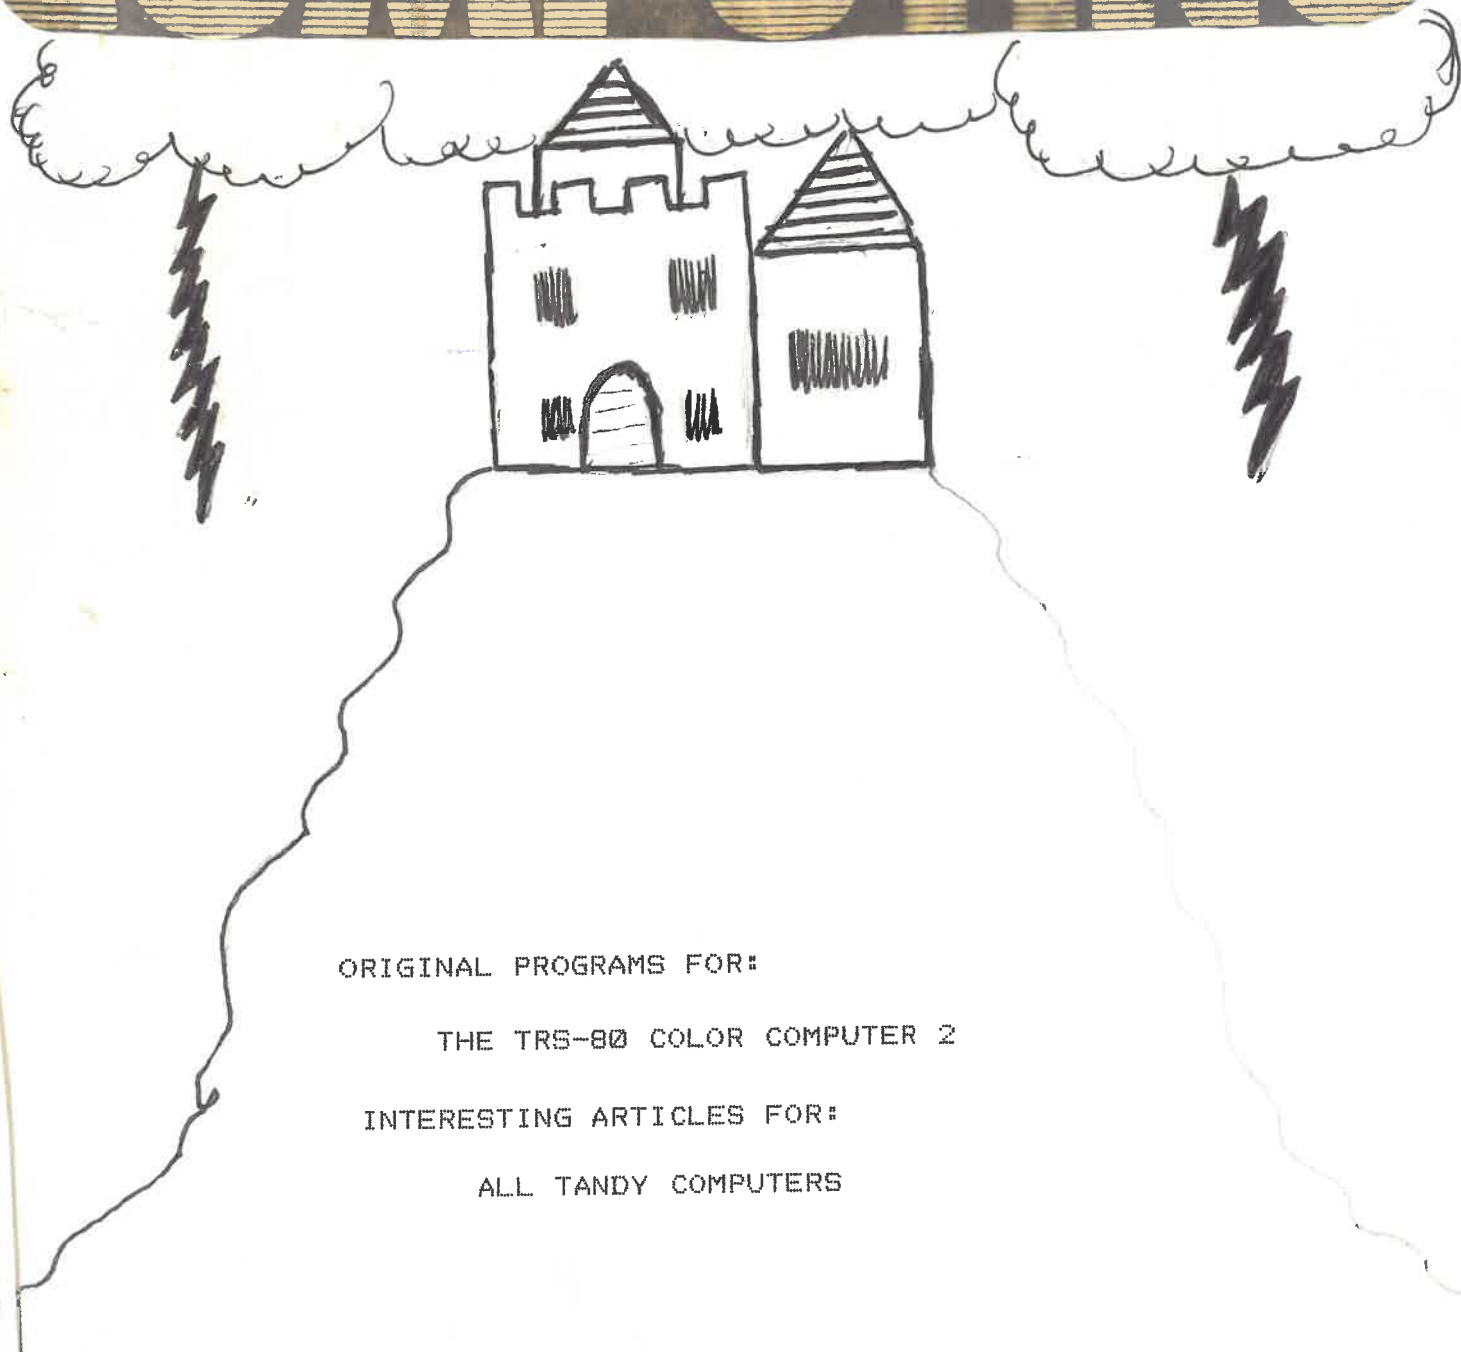 ORIGINAL PROGRAMS FOR:
THE TRS-80 COLOR COMPUTER 2
INTERESTING ARTICLES FOR:
ALL TANDY COMPUTERS